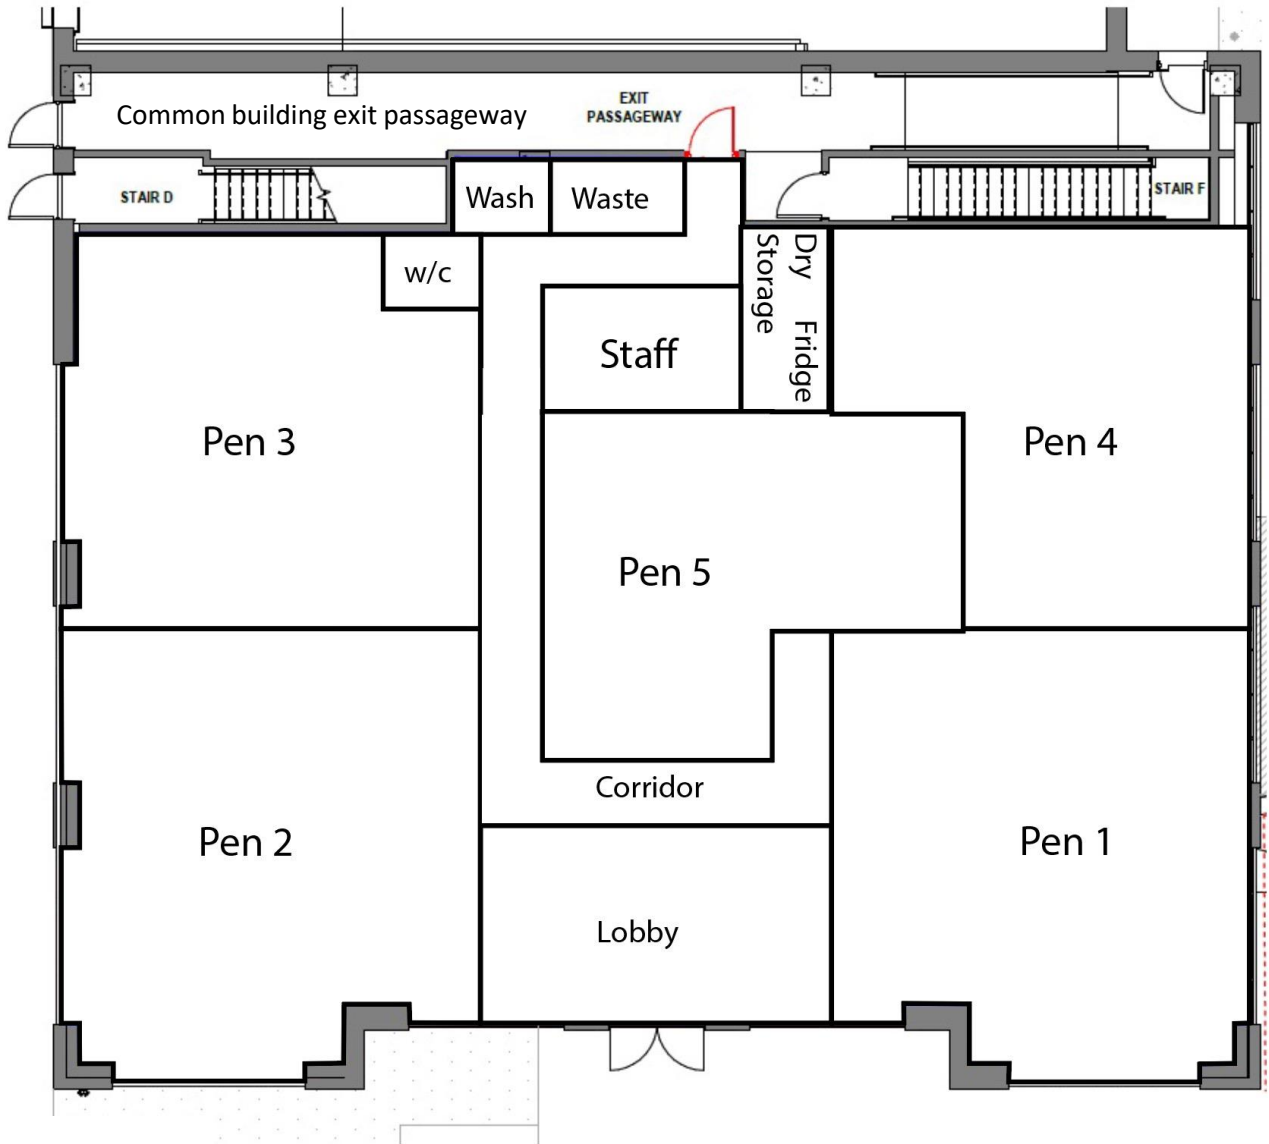 EXIT
PASSAGEWAY
Common building exit passageway
STAIR D
Wash
Waste
STAIR F
w/c
Dry Fridge
Storage
Staff
Pen 3
Pen 4
Pen 5
Corridor
Pen 2
Pen 1
Lobby